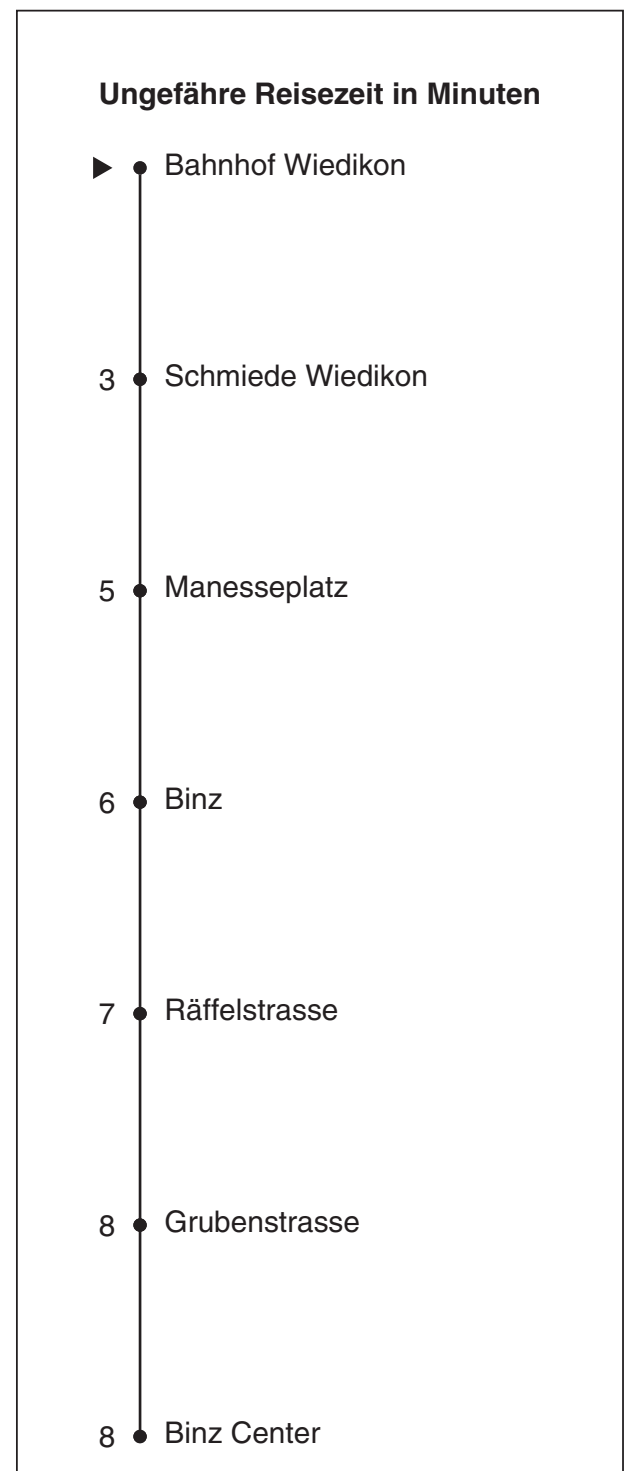 Ungefähre Reisezeit in Minuten
Bahnhof Wiedikon
3 Schmiede Wiedikon
5 Manesseplatz
6 Binz
7 Räffelstrasse
8 Grubenstrasse
8 Binz Center